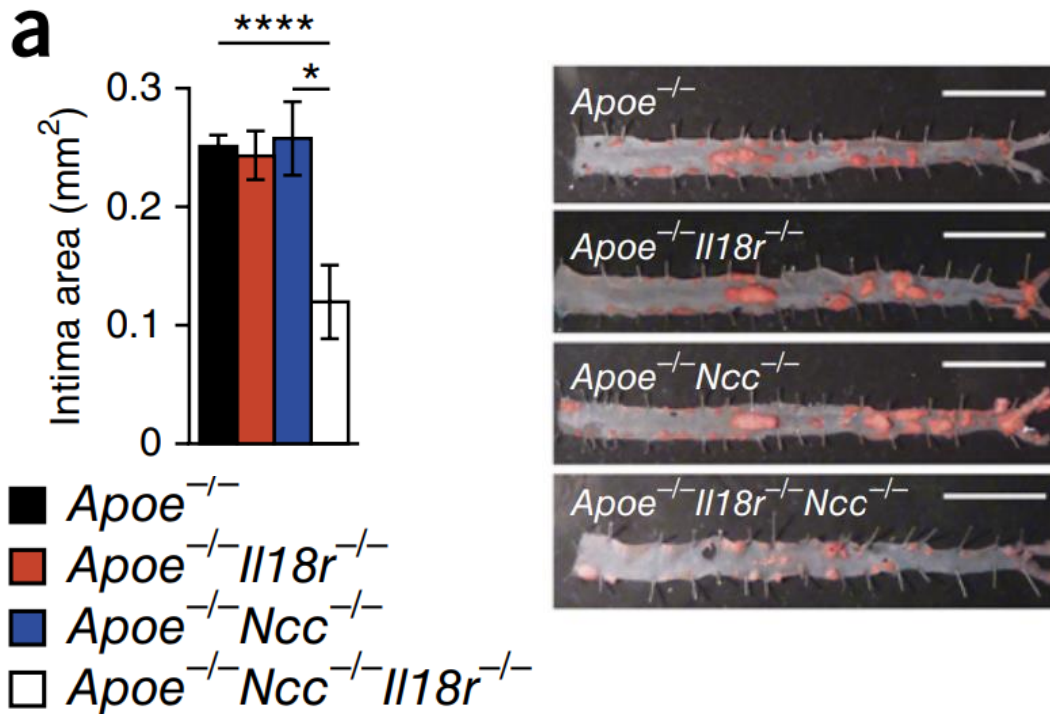 a
****
*
0.3
0.2
0.1
0
Intima area (mm²)
Apoe⁻/⁻
Apoe⁻/⁻Il18r⁻/⁻
Apoe⁻/⁻Ncc⁻/⁻
Apoe⁻/⁻Ncc⁻/⁻Il18r⁻/⁻
Apoe⁻/⁻
Apoe⁻/⁻Il18r⁻/⁻
Apoe⁻/⁻Ncc⁻/⁻
Apoe⁻/⁻Il18r⁻/⁻Ncc⁻/⁻